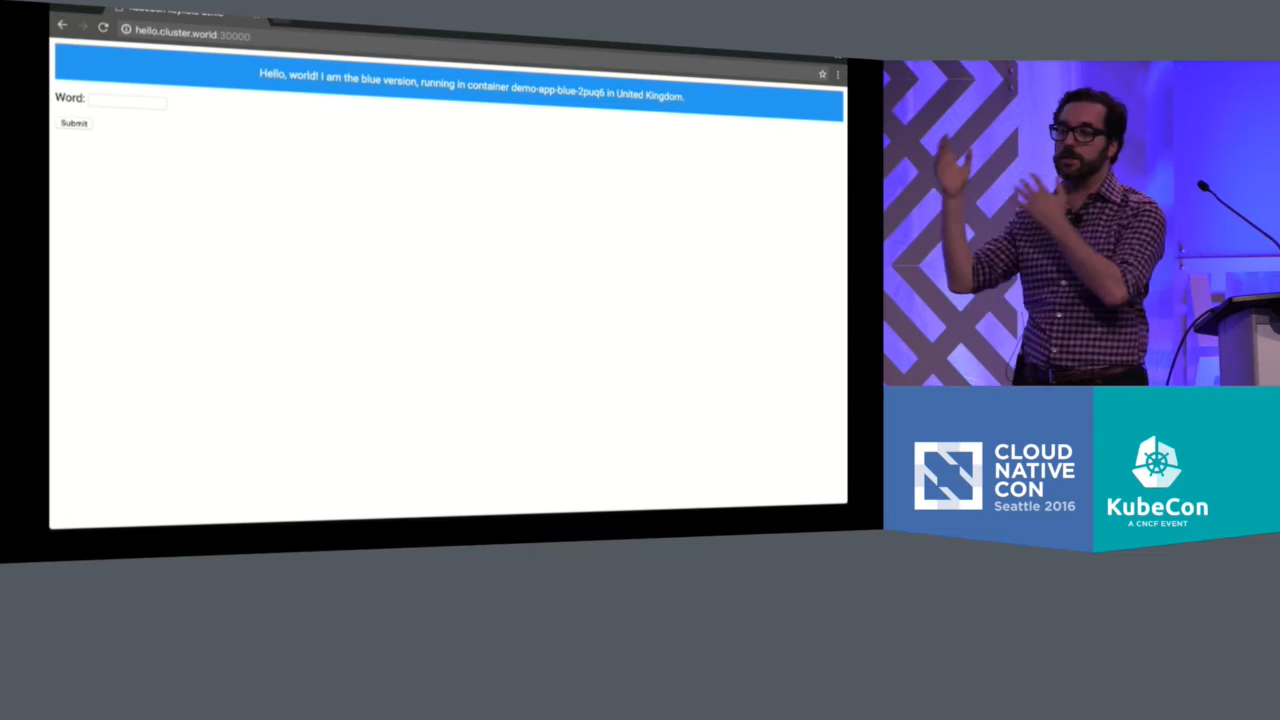 hello.cluster.world:30000
Hello, world! I am the blue version, running in container demo-app-blue-2puq6 in United Kingdom.
Word:
Submit
CLOUD
NATIVE
CON
Seattle 2016
KubeCon
A CNCF EVENT